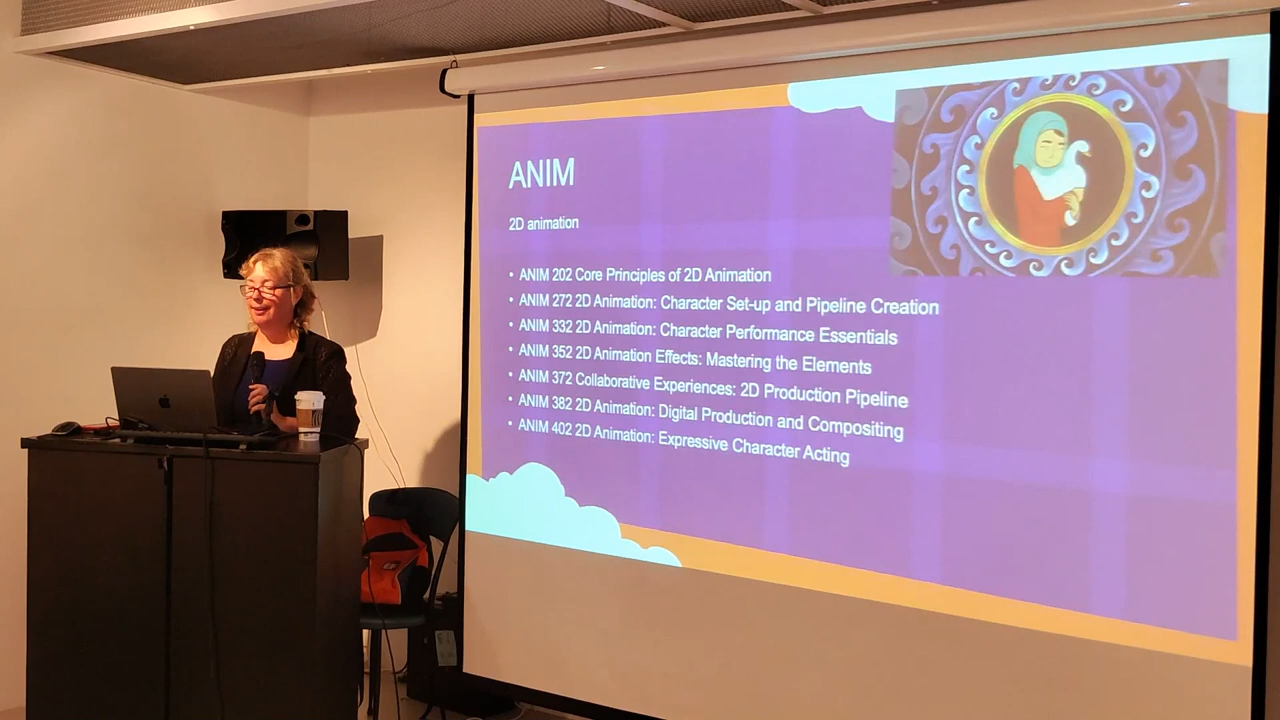 ANIM
2D animation
• ANIM 202 Core Principles of 2D Animation
• ANIM 272 2D Animation: Character Set-up and Pipeline Creation
• ANIM 332 2D Animation: Character Performance Essentials
• ANIM 352 2D Animation Effects: Mastering the Elements
• ANIM 372 Collaborative Experiences: 2D Production Pipeline
• ANIM 382 2D Animation: Digital Production and Compositing
• ANIM 402 2D Animation: Expressive Character Acting